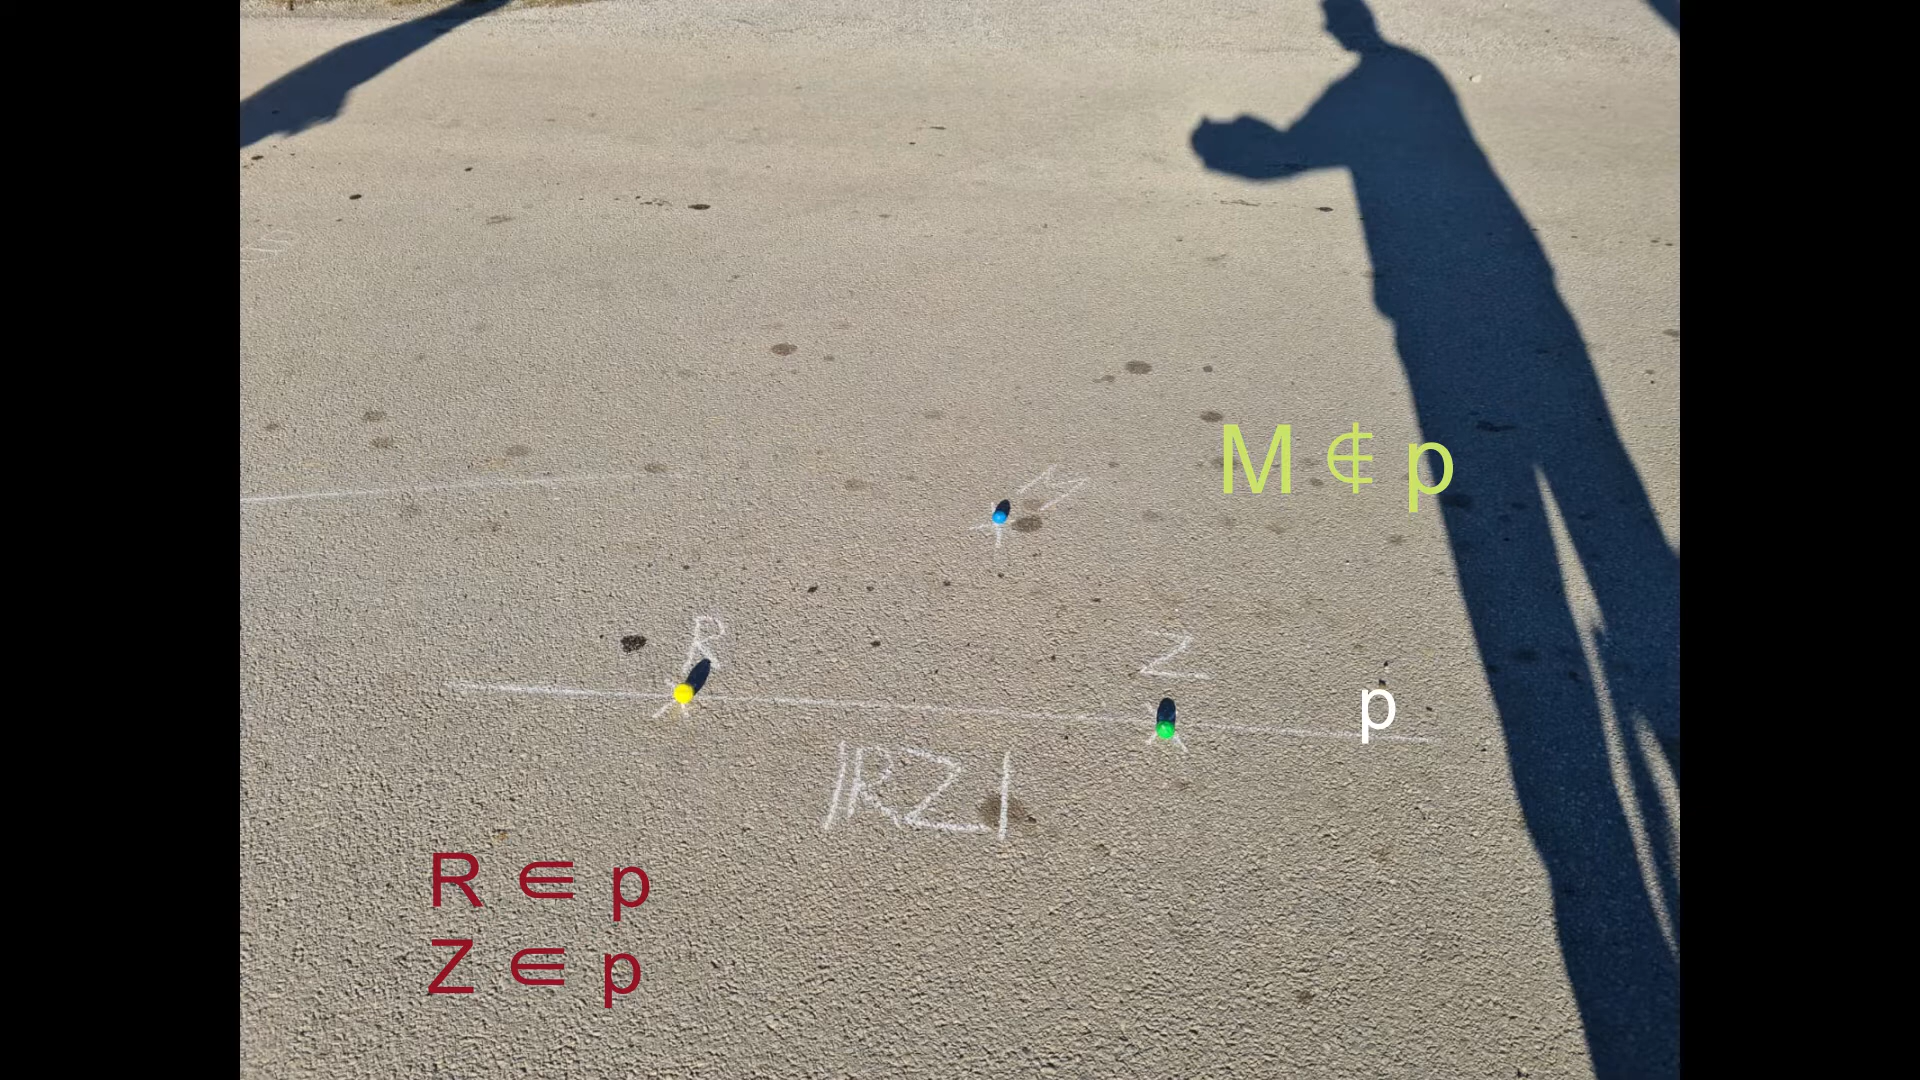 M ∉ p
M
R
Z
p
|RZ|
R ∈ p
Z ∈ p